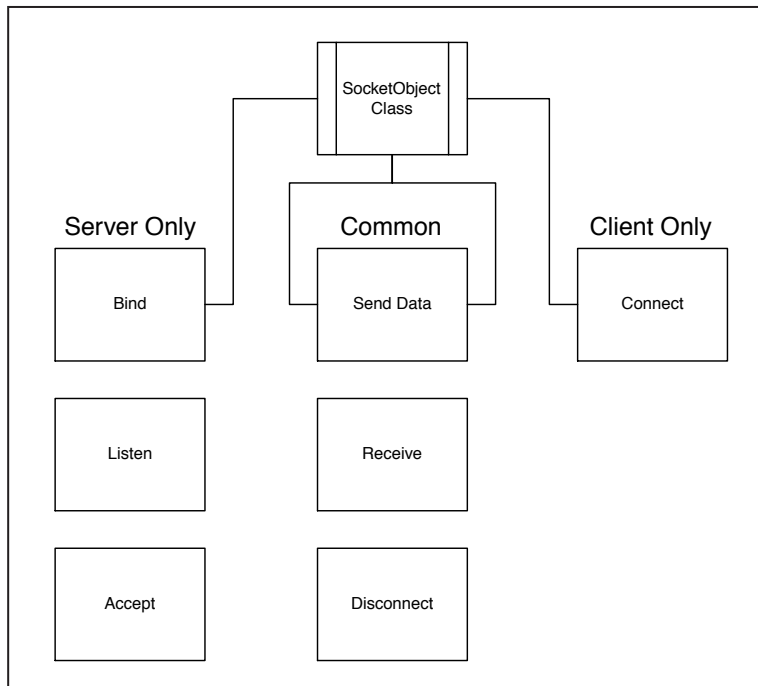 SocketObject
Class
Server Only
Common
Client Only
Bind
Send Data
Connect
Listen
Receive
Accept
Disconnect